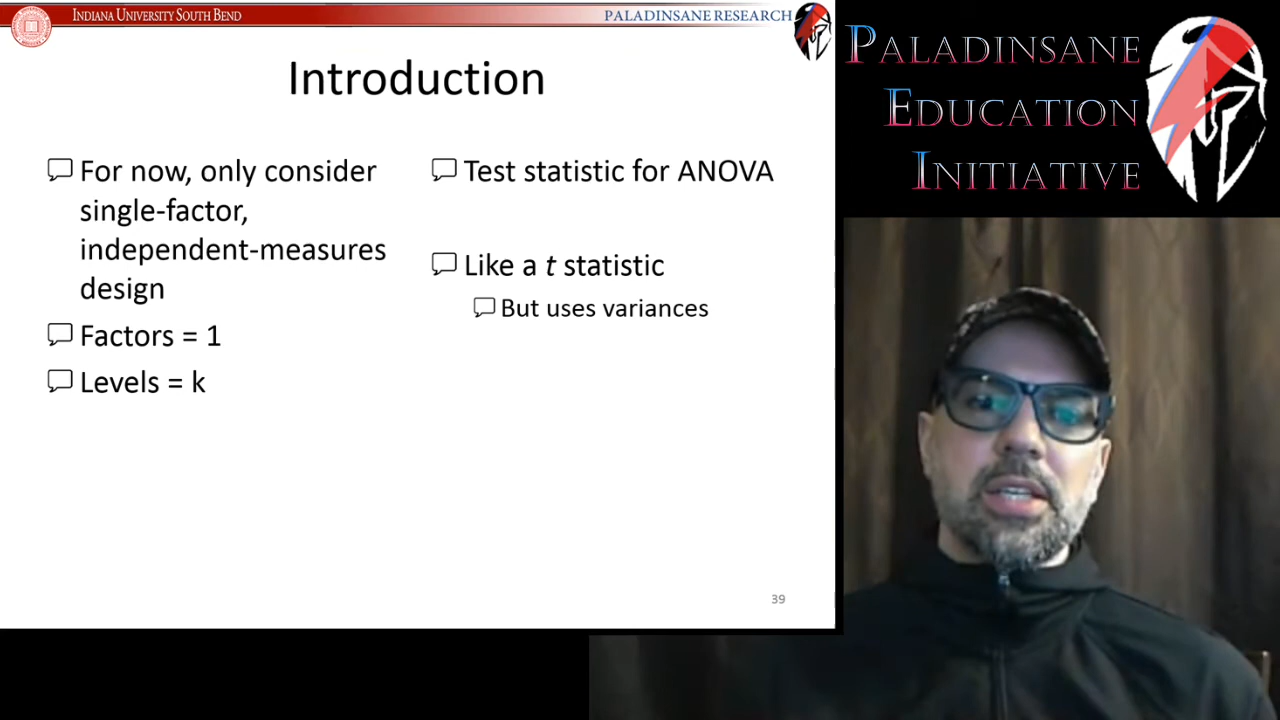 INDIANA UNIVERSITY SOUTH BEND
PALADINSANE RESEARCH
Introduction
For now, only consider
single-factor,
independent-measures
design
Factors = 1
Levels = k
Test statistic for ANOVA
Like a t statistic
But uses variances
39
PALADINSANE
EDUCATION
INITIATIVE